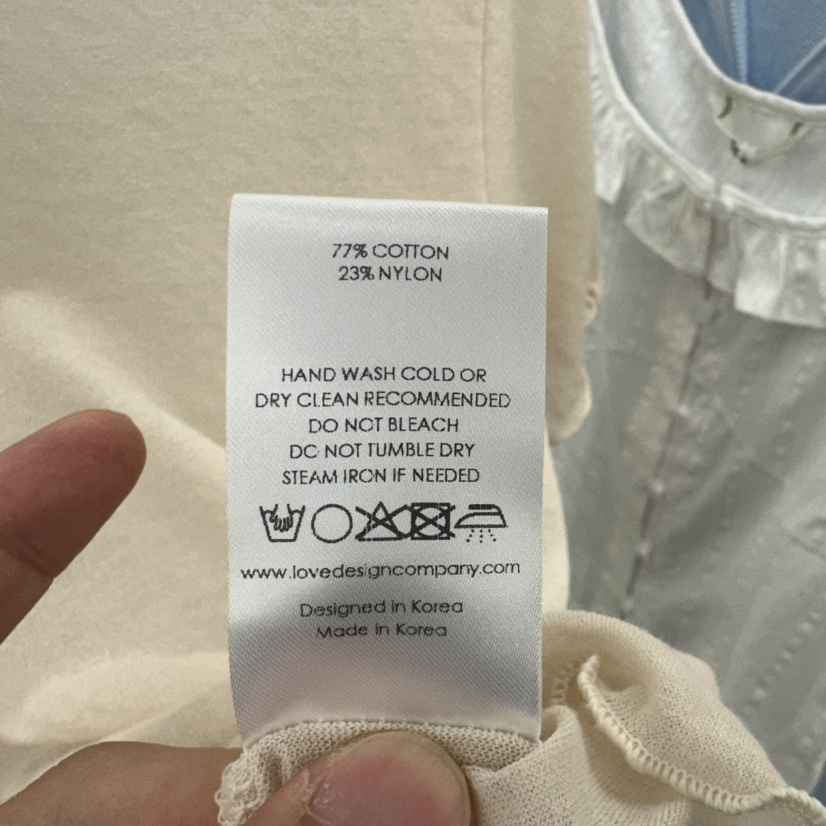 77% COTTON
23% NYLON
HAND WASH COLD OR
DRY CLEAN RECOMMENDED
DO NOT BLEACH
DO NOT TUMBLE DRY
STEAM IRON IF NEEDED
www.lovedesigncompany.com
Designed in Korea
Made in Korea